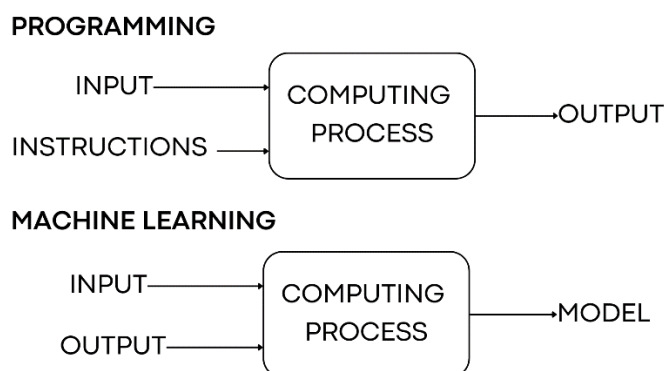 PROGRAMMING
INPUT
INSTRUCTIONS
COMPUTING
PROCESS
OUTPUT
MACHINE LEARNING
INPUT
OUTPUT
COMPUTING
PROCESS
MODEL